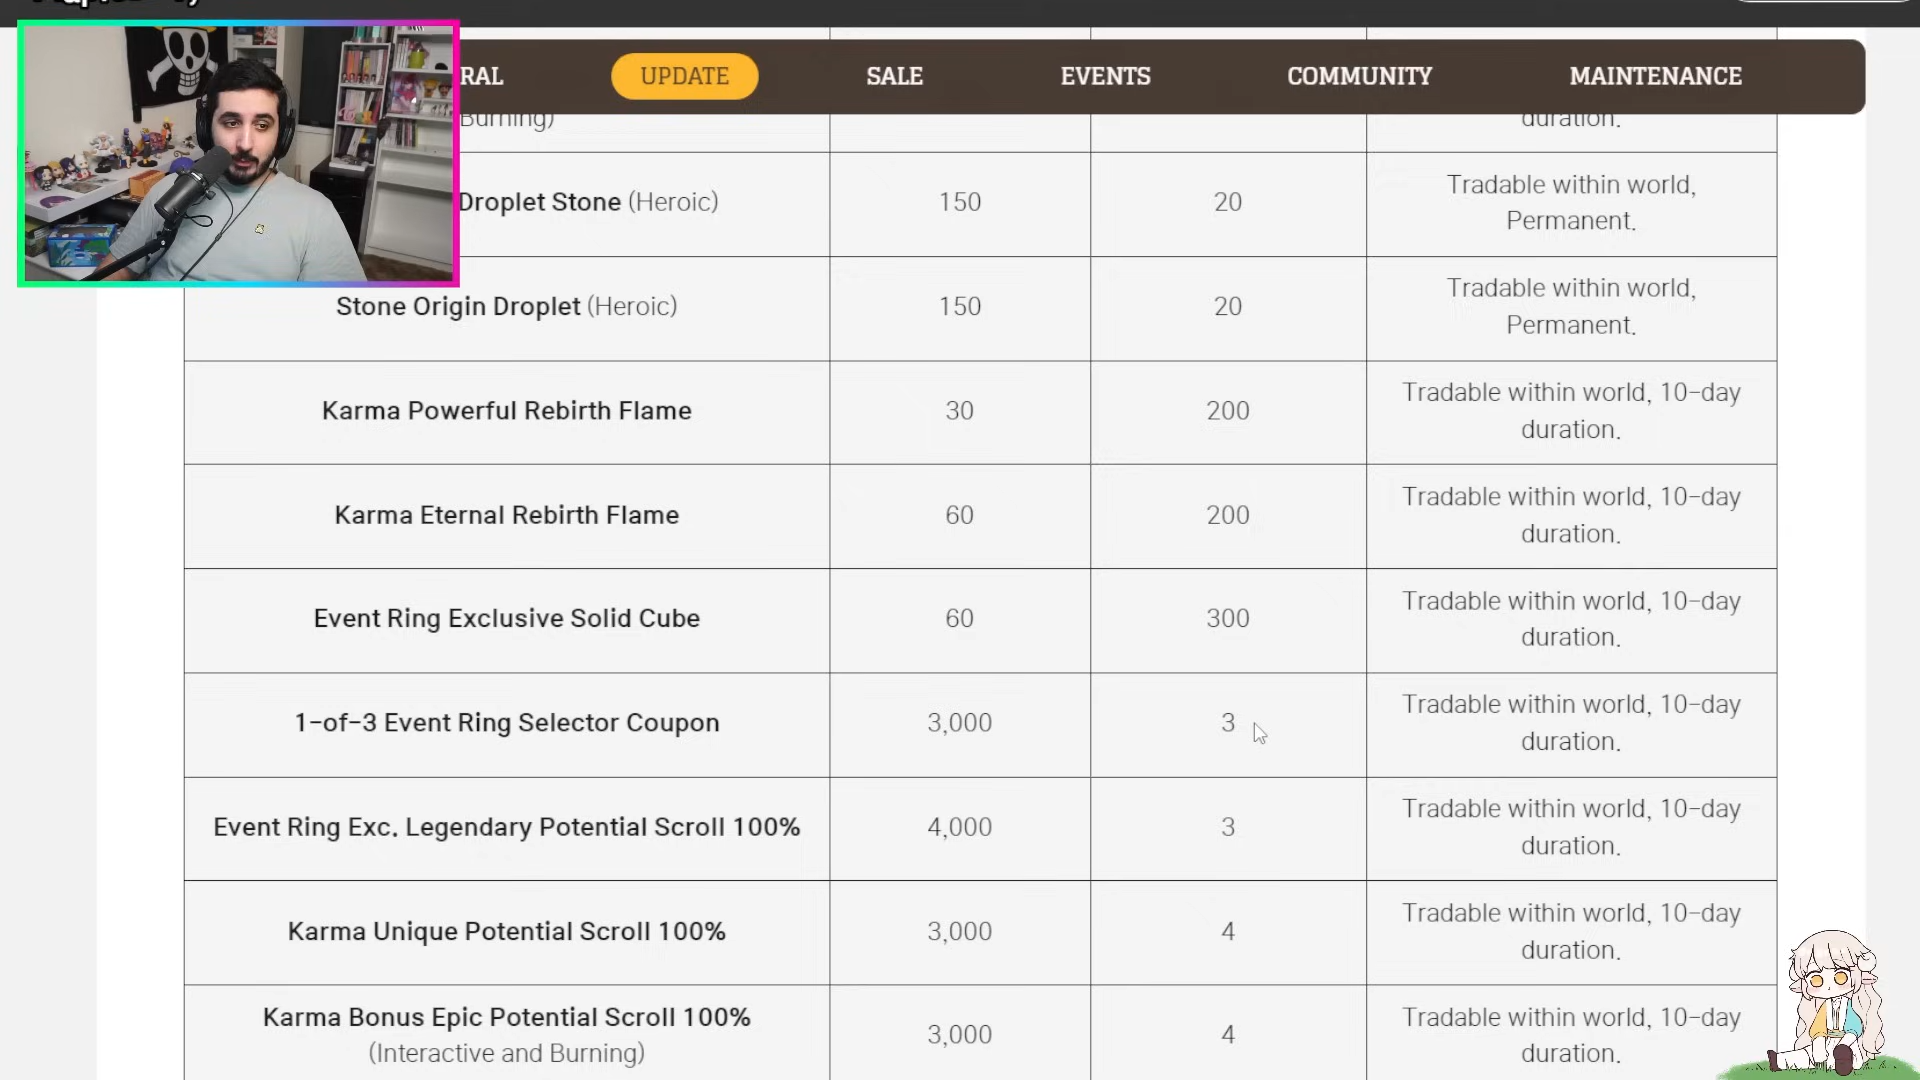 RAL UPDATE SALE EVENTS COMMUNITY MAINTENANCE
Burning) duration.
Droplet Stone (Heroic) 150 20 Tradable within world,
Permanent.
Stone Origin Droplet (Heroic) 150 20 Tradable within world,
Permanent.
Karma Powerful Rebirth Flame 30 200 Tradable within world, 10-day
duration.
Karma Eternal Rebirth Flame 60 200 Tradable within world, 10-day
duration.
Event Ring Exclusive Solid Cube 60 300 Tradable within world, 10-day
duration.
1-of-3 Event Ring Selector Coupon 3,000 3 Tradable within world, 10-day
duration.
Event Ring Exc. Legendary Potential Scroll 100% 4,000 3 Tradable within world, 10-day
duration.
Karma Unique Potential Scroll 100% 3,000 4 Tradable within world, 10-day
duration.
Karma Bonus Epic Potential Scroll 100%
(Interactive and Burning) 3,000 4 Tradable within world, 10-day
duration.